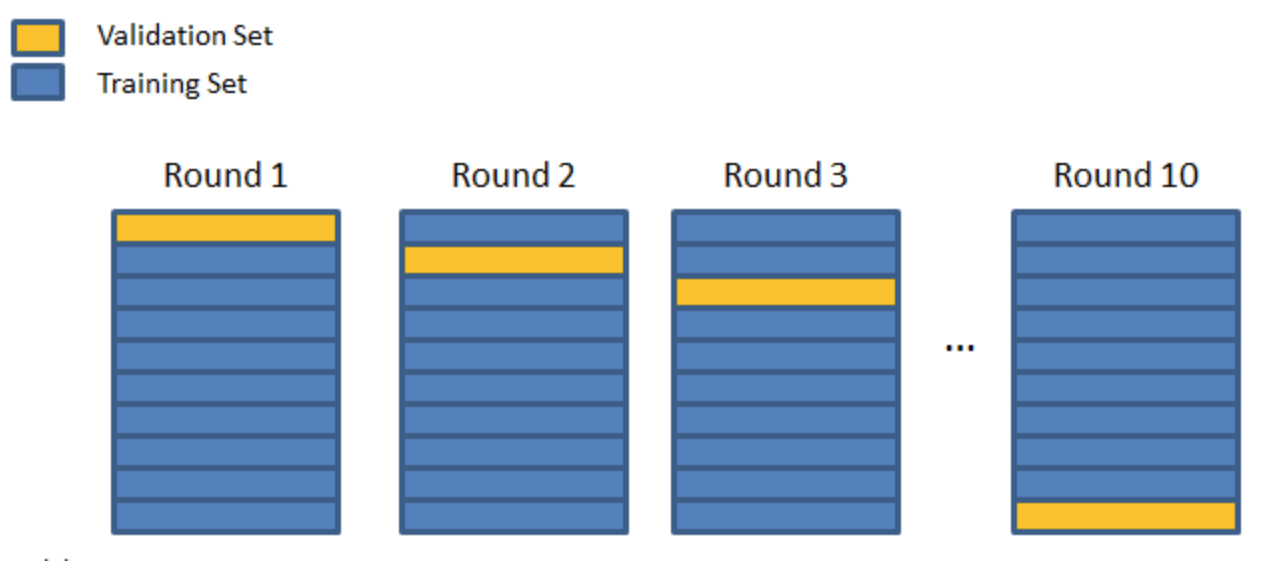 Validation Set
Training Set
Round 1 Round 2 Round 3 Round 10
...